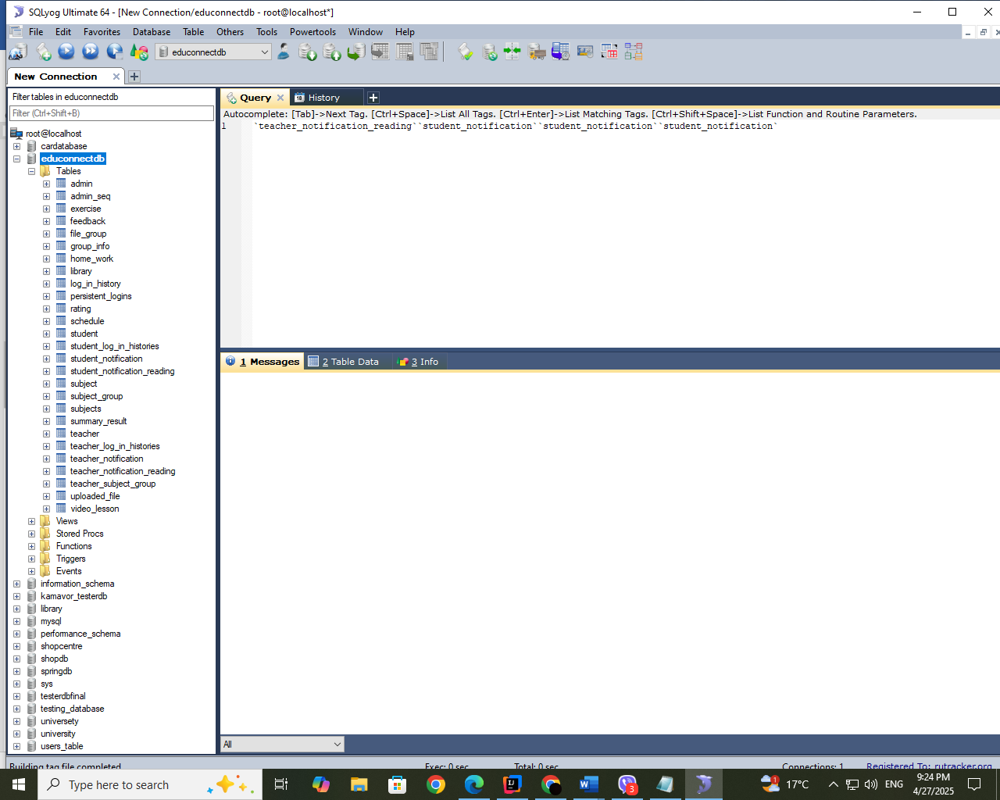 SQLyog Ultimate 64 - [New Connection/educonnectdb - root@localhost*]
File Edit Favorites Database Table Others Tools Powertools Window Help
educonnectdb
New Connection
Filter tables in educonnectdb
Filter (Ctrl+Shift+B)
root@localhost
cardatabase
educonnectdb
Tables
admin
admin_seq
exercise
feedback
file_group
group_info
home_work
library
log_in_history
persistent_logins
rating
schedule
student
student_log_in_histories
student_notification
student_notification_reading
subject
subject_group
subjects
summary_result
teacher
teacher_log_in_histories
teacher_notification
teacher_notification_reading
teacher_subject_group
uploaded_file
video_lesson
Views
Stored Procs
Functions
Triggers
Events
information_schema
kamavor_testerdb
library
mysql
performance_schema
shopcentre
shopdb
springdb
sys
testerdbfinal
testing_database
universety
university
users_table
Query
18 History
Autocomplete: [Tab]->Next Tag. [Ctrl+Space]->List All Tags. [Ctrl+Enter]->List Matching Tags. [Ctrl+Shift+Space]->List Function and Routine Parameters.
1 `teacher_notification_reading``student_notification``student_notification``student_notification`
1 Messages 2 Table Data 3 Info
All
Building tag file completed Exec: 0 sec Total: 0 sec Connections: 1 Registered To: rutracker.org
Type here to search
3
1
17°C
ENG
9:24 PM
4/27/2025